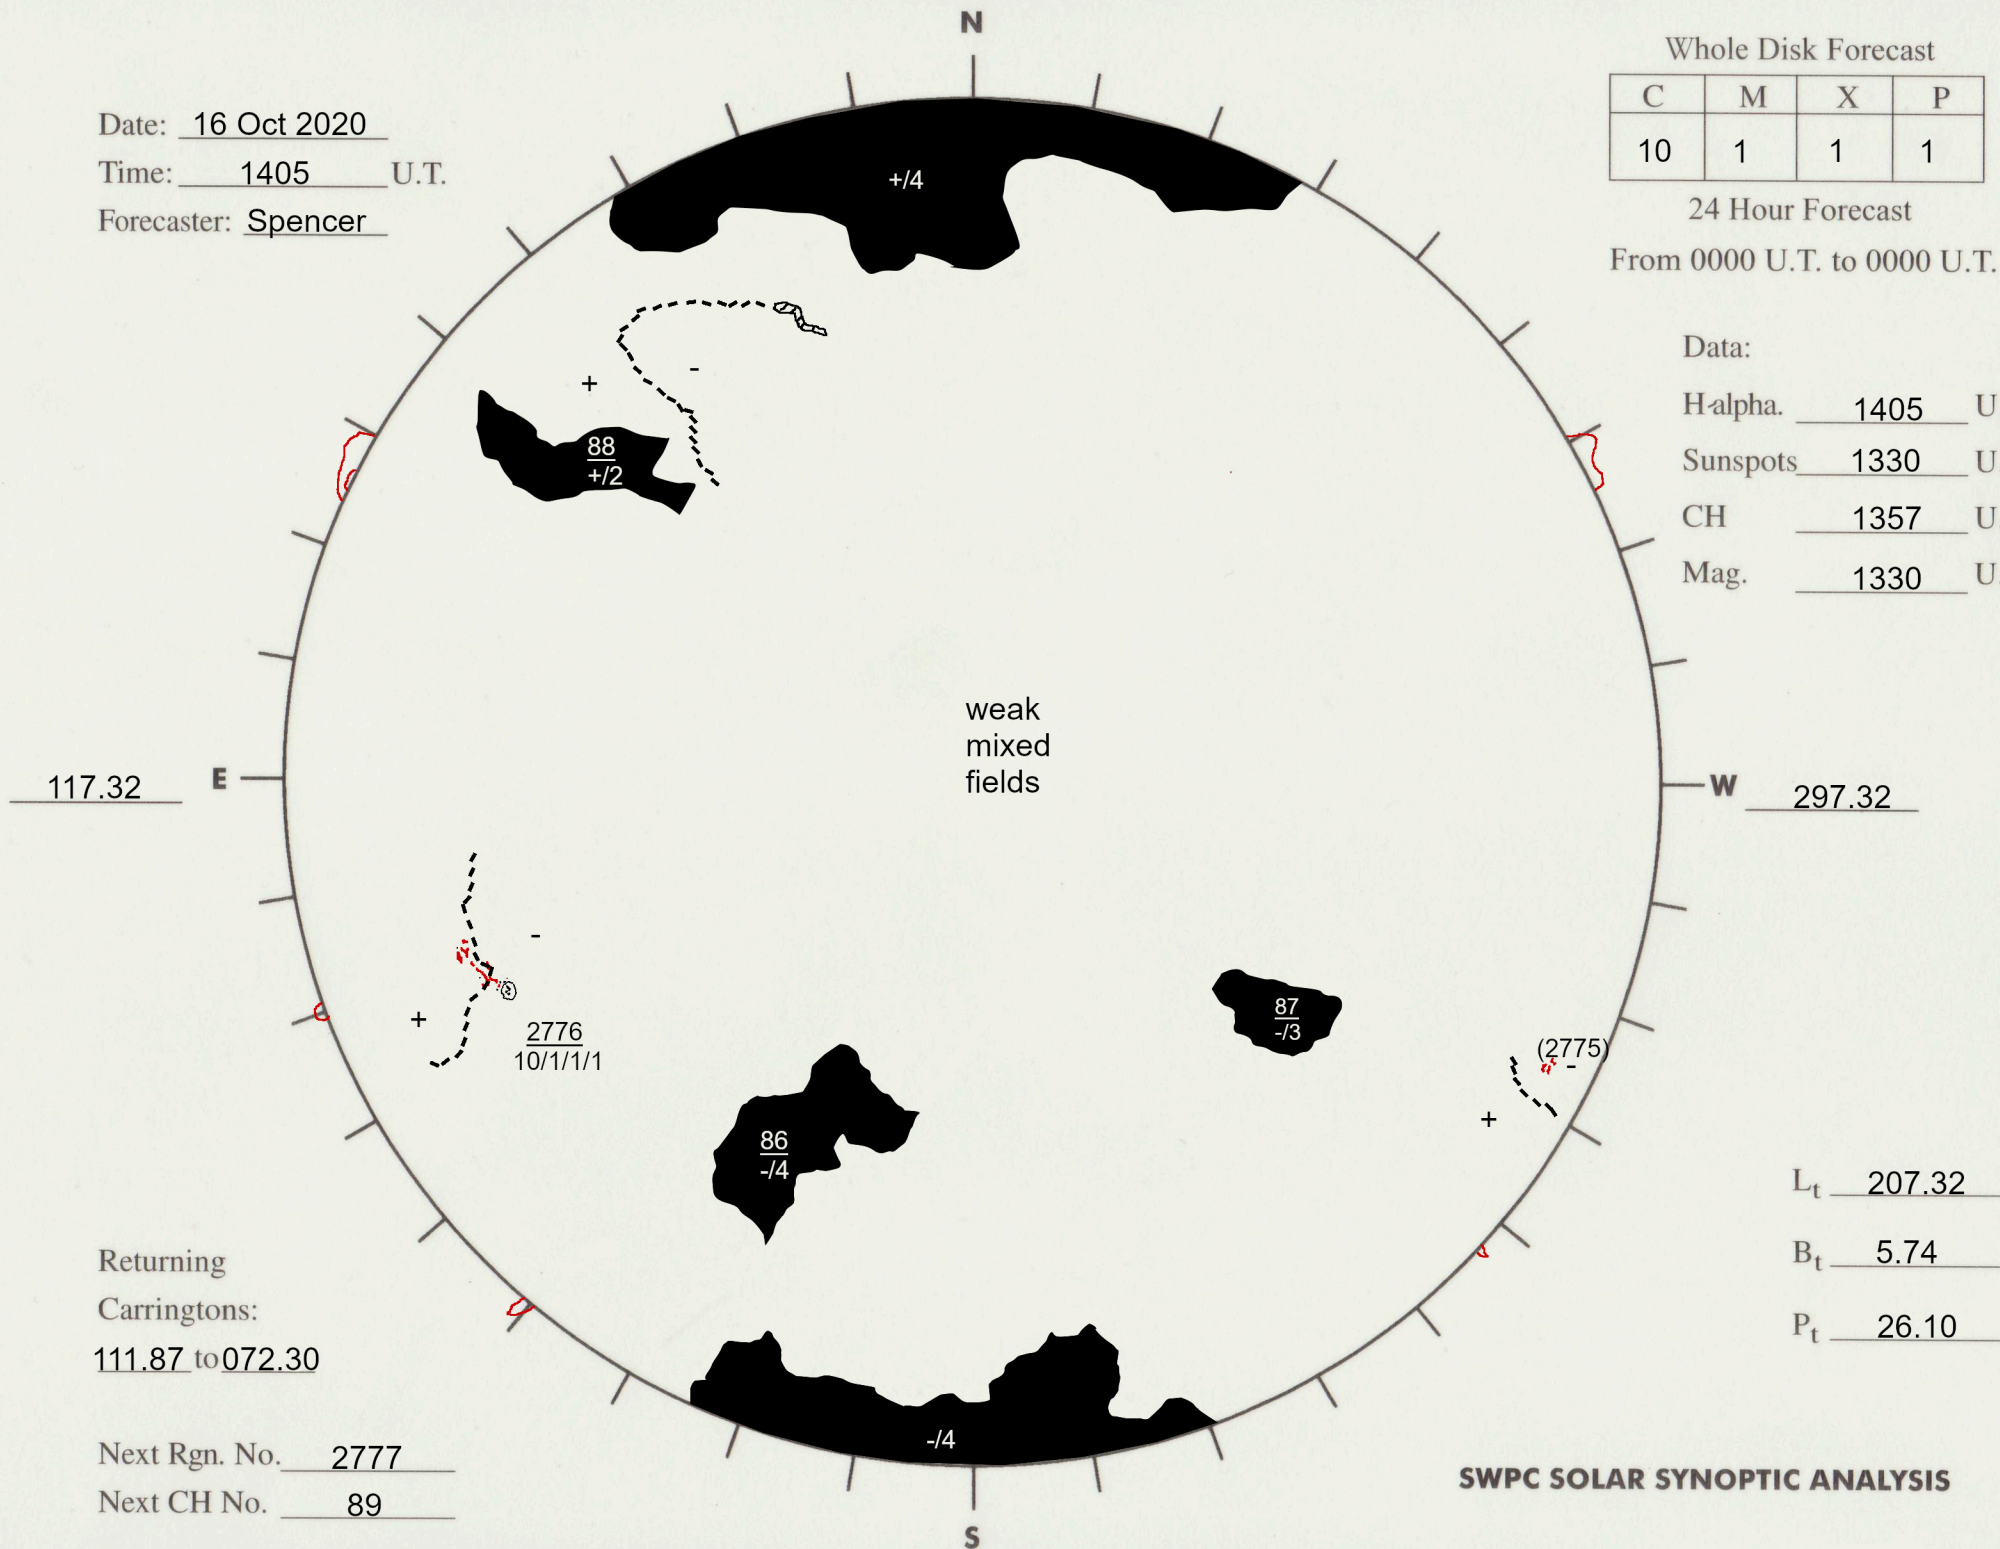 N
Whole Disk Forecast
C M X P
10 1 1 1
24 Hour Forecast
From 0000 U.T. to 0000 U.T.
Date: 16 Oct 2020
Time: 1405 U.T.
Forecaster: Spencer
+/4
Data:
H-alpha. 1405 U
Sunspots 1330 U
CH 1357 U.
Mag. 1330 U.
+
-
88
+/2
weak
mixed
fields
117.32 E
W 297.32
-
+
2776
10/1/1/1
87
-/3
(2775)
-
+
86
-/4
Lt 207.32
Bt 5.74
Pt 26.10
Returning
Carringtons:
111.87 to 072.30
-/4
Next Rgn. No. 2777
Next CH No. 89
SWPC SOLAR SYNOPTIC ANALYSIS
S